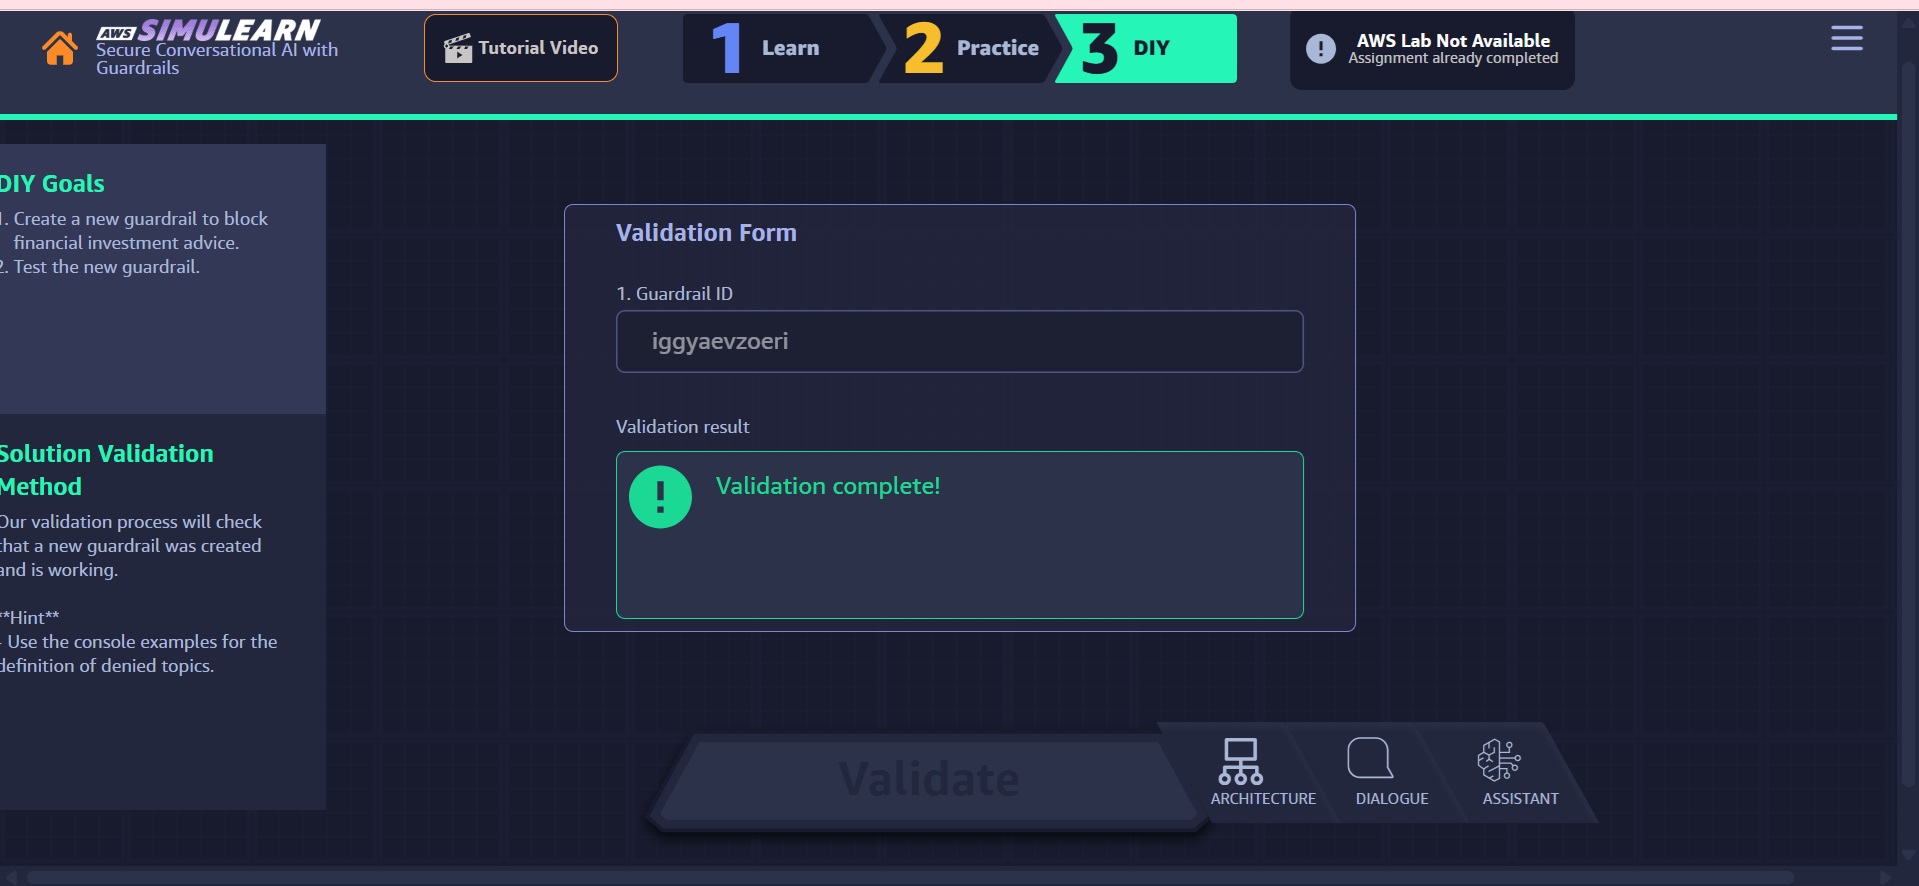 AWS SIMULEARN
Secure Conversational AI with
Guardrails
Tutorial Video
1 Learn
2 Practice
3 DIY
! AWS Lab Not Available
Assignment already completed
DIY Goals
1. Create a new guardrail to block
financial investment advice.
2. Test the new guardrail.
Solution Validation
Method
Our validation process will check
that a new guardrail was created
and is working.
**Hint**
- Use the console examples for the
definition of denied topics.
Validation Form
1. Guardrail ID
iggyaevzoeri
Validation result
! Validation complete!
Validate
ARCHITECTURE
DIALOGUE
ASSISTANT